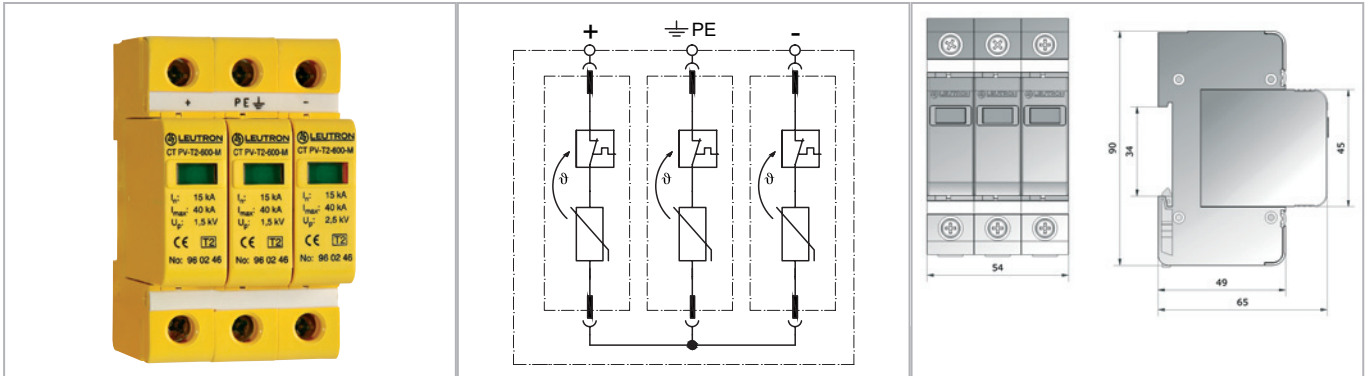 + PE -
LEUTRON LEUTRON LEUTRON
CT PV-T2-600-M CT PV-T2-600-M CT PV-T2-600-M
In: 15 kA In: 15 kA In: 15 kA
Imax: 40 kA Imax: 40 kA Imax: 40 kA
Up: 1,5 kV Up: 1,5 kV Up: 2,5 kV
CE T2 CE T2 CE T2
No: 96 02 46 No: 96 02 46 No: 96 02 46
+ PE -
ϑ ϑ ϑ
LEUTRON LEUTRON LEUTRON
54
90
34
45
49
65